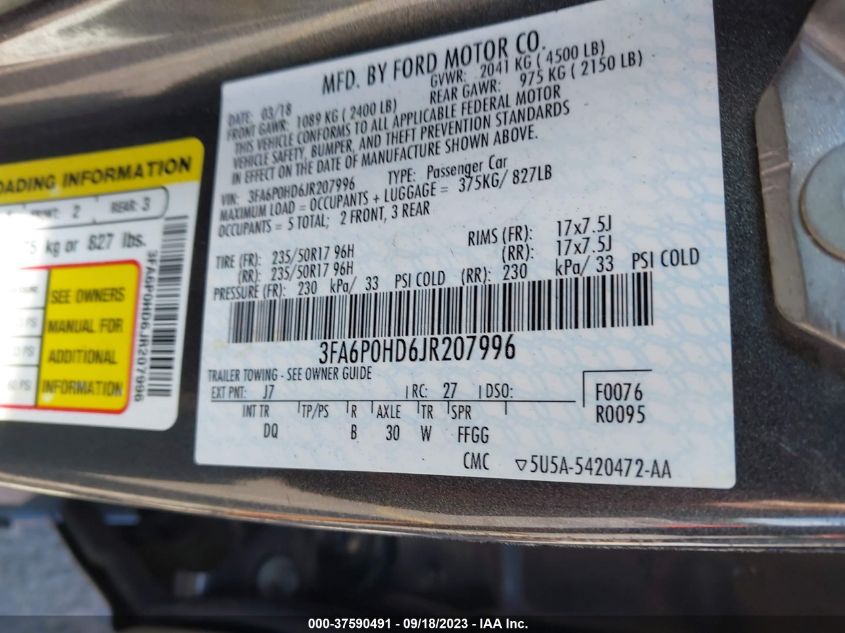 MFD. BY FORD MOTOR CO.
DATE: 03/18 GVWR: 2041 KG ( 4500 LB)
FRONT GAWR: 1089 KG ( 2400 LB) REAR GAWR: 975 KG ( 2150 LB)
THIS VEHICLE CONFORMS TO ALL APPLICABLE FEDERAL MOTOR
VEHICLE SAFETY, BUMPER, AND THEFT PREVENTION STANDARDS
IN EFFECT ON THE DATE OF MANUFACTURE SHOWN ABOVE.
VIN: 3FA6P0HD6JR207996 TYPE: Passenger Car
MAXIMUM LOAD = OCCUPANTS + LUGGAGE = 375KG/ 827LB
OCCUPANTS = 5 TOTAL; 2 FRONT, 3 REAR
TIRE (FR): 235/50R17 96H RIMS (FR): 17x7.5J
(RR): 235/50R17 96H (RR): 17x7.5J
PRESSURE (FR): 230 kPa/ 33 PSI COLD (RR): 230 kPa/ 33 PSI COLD
3FA6P0HD6JR207996
TRAILER TOWING - SEE OWNER GUIDE
EXT PNT: J7 RC: 27 DSO:
F0076
R0095
INT TR TP/PS R AXLE TR SPR
DQ B 30 W FFGG
CMC ▽5U5A-5420472-AA
OADING INFORMATION
2 REAR: 3
5 kg or 827 lbs.
SEE OWNERS
MANUAL FOR
ADDITIONAL
INFORMATION
3FA6P0HD6JR207996
000-37590491 - 09/18/2023 - IAA Inc.